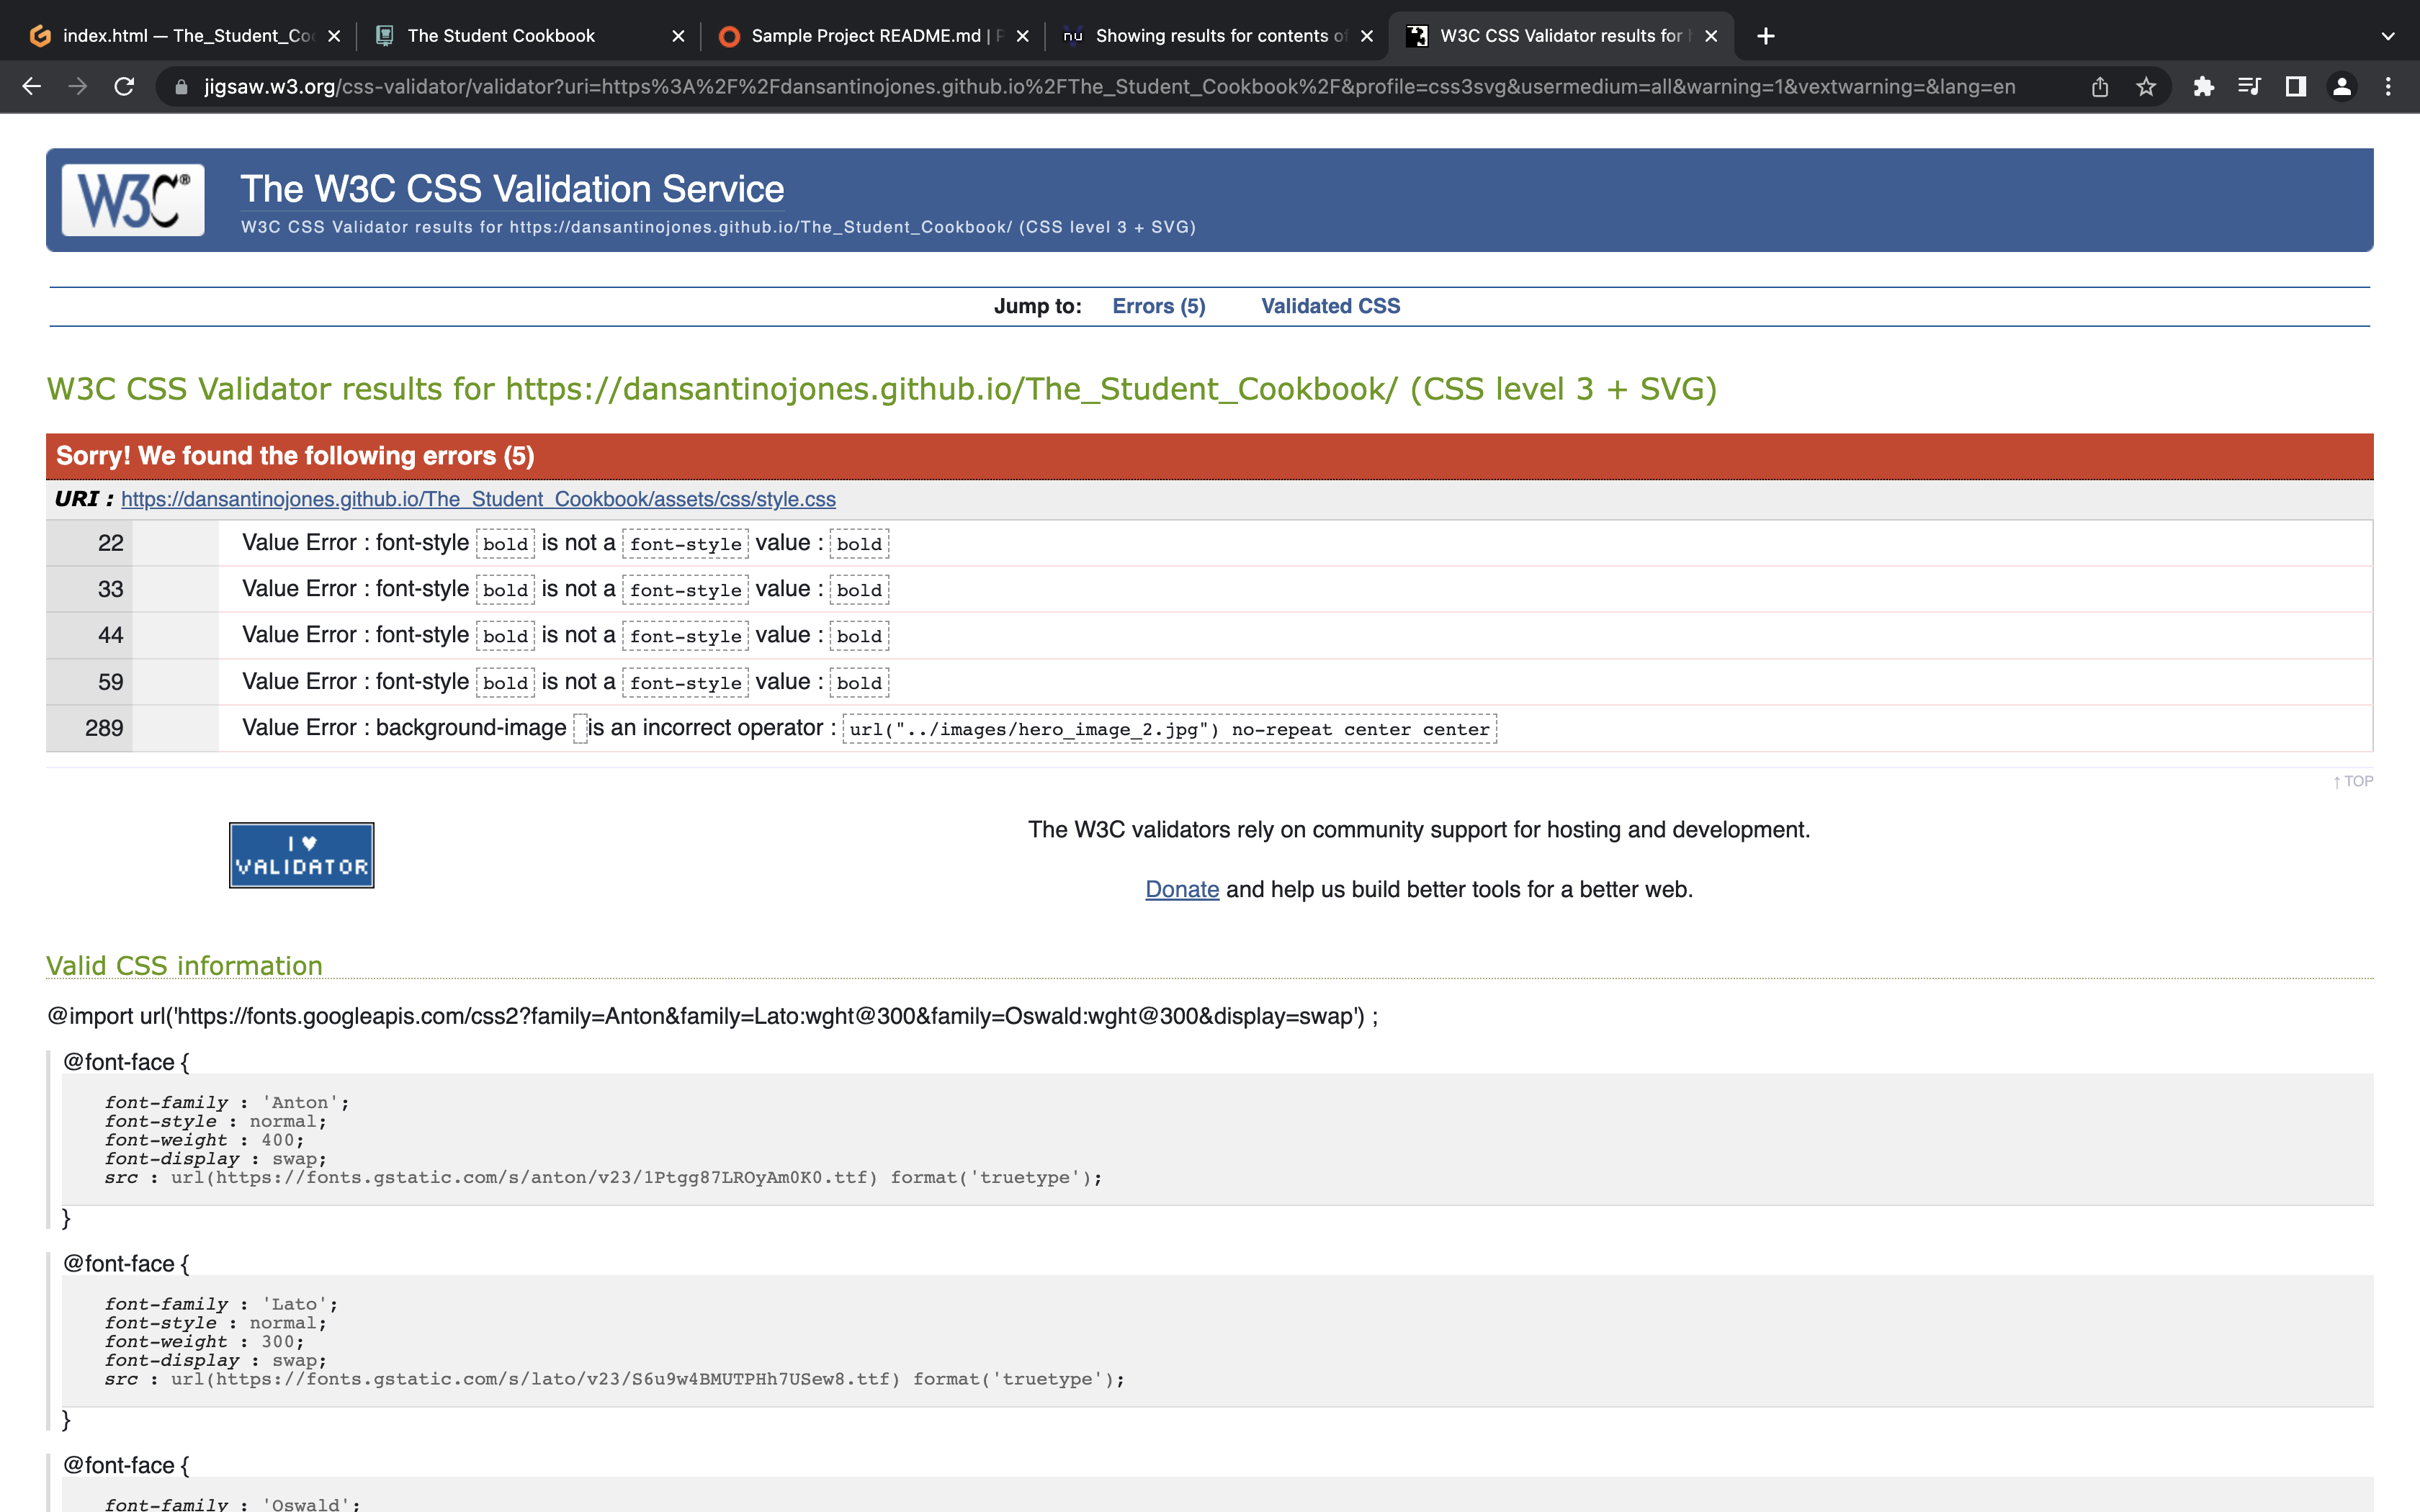 index.html — The_Student_Co
The Student Cookbook
Sample Project README.md | P
Showing results for contents of
W3C CSS Validator results for
jigsaw.w3.org/css-validator/validator?uri=https%3A%2F%2Fdansantinojones.github.io%2FThe_Student_Cookbook%2F&profile=css3svg&usermedium=all&warning=1&vextwarning=&lang=en
W3C®
The W3C CSS Validation Service
W3C CSS Validator results for https://dansantinojones.github.io/The_Student_Cookbook/ (CSS level 3 + SVG)
Jump to: Errors (5) Validated CSS
W3C CSS Validator results for https://dansantinojones.github.io/The_Student_Cookbook/ (CSS level 3 + SVG)
Sorry! We found the following errors (5)
URI : https://dansantinojones.github.io/The_Student_Cookbook/assets/css/style.css
22 Value Error : font-style bold is not a font-style value : bold
33 Value Error : font-style bold is not a font-style value : bold
44 Value Error : font-style bold is not a font-style value : bold
59 Value Error : font-style bold is not a font-style value : bold
289 Value Error : background-image is an incorrect operator : url("../images/hero_image_2.jpg") no-repeat center center
↑ TOP
I ♥
VALIDATOR
The W3C validators rely on community support for hosting and development.
Donate and help us build better tools for a better web.
Valid CSS information
@import url('https://fonts.googleapis.com/css2?family=Anton&family=Lato:wght@300&family=Oswald:wght@300&display=swap') ;
@font-face {
font-family : 'Anton';
font-style : normal;
font-weight : 400;
font-display : swap;
src : url(https://fonts.gstatic.com/s/anton/v23/1Ptgg87LROyAm0K0.ttf) format('truetype');
}
@font-face {
font-family : 'Lato';
font-style : normal;
font-weight : 300;
font-display : swap;
src : url(https://fonts.gstatic.com/s/lato/v23/S6u9w4BMUTPHh7USew8.ttf) format('truetype');
}
@font-face {
font-family : 'Oswald';